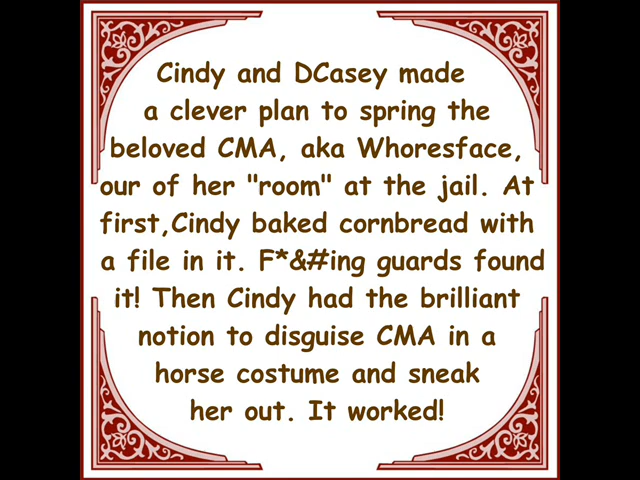 Cindy and DCasey made
a clever plan to spring the
beloved CMA, aka Whoresface,
our of her "room" at the jail. At
first,Cindy baked cornbread with
a file in it. F*&#ing guards found
it! Then Cindy had the brilliant
notion to disguise CMA in a
horse costume and sneak
her out. It worked!